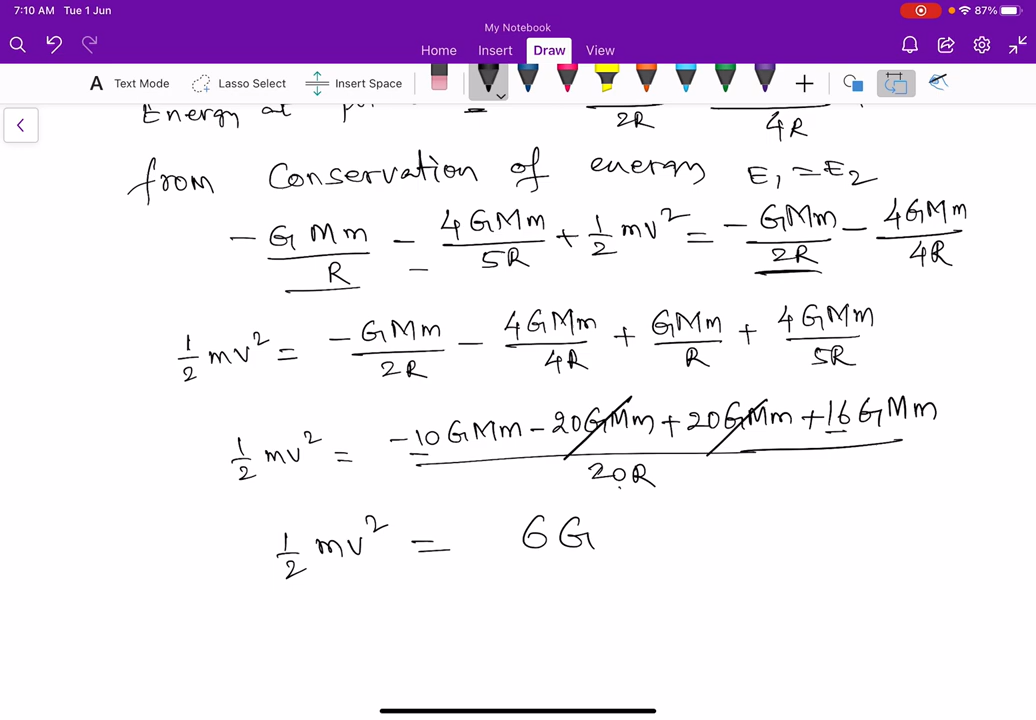 7:10 AM Tue 1 Jun 87%
My Notebook
Home Insert Draw View
A Text Mode Lasso Select Insert Space
Energy at = 2R 4R
from Conservation of energy E₁ = E₂
- GMm/R - 4GMm/5R + 1/2 mv² = - GMm/2R - 4GMm/4R
1/2 mv² = - GMm/2R - 4GMm/4R + GMm/R + 4GMm/5R
1/2 mv² = -10GMm - 20GMm + 20GMm + 16GMm / 20R
1/2 mv² = 6G